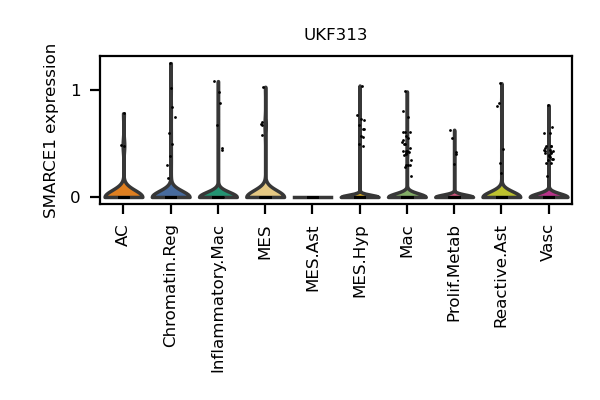 UKF313
SMARCE1 expression
1
0
AC
Chromatin.Reg
Inflammatory.Mac
MES
MES.Ast
MES.Hyp
Mac
Prolif.Metab
Reactive.Ast
Vasc